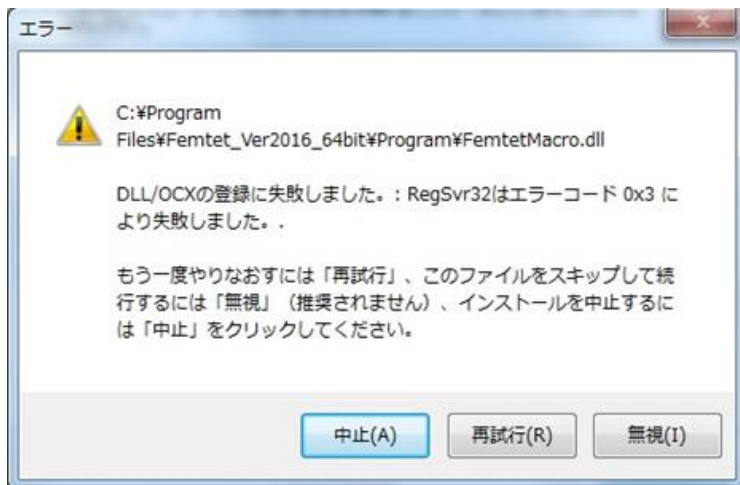 エラー
C:¥Program
Files¥Femtet_Ver2016_64bit¥Program¥FemtetMacro.dll
DLL/OCXの登録に失敗しました。: RegSvr32はエラーコード 0x3 に
より失敗しました。.
もう一度やりなおすには「再試行」、このファイルをスキップして続
行するには「無視」（推奨されません）、インストールを中止するに
は「中止」をクリックしてください。
中止(A) 再試行(R) 無視(I)